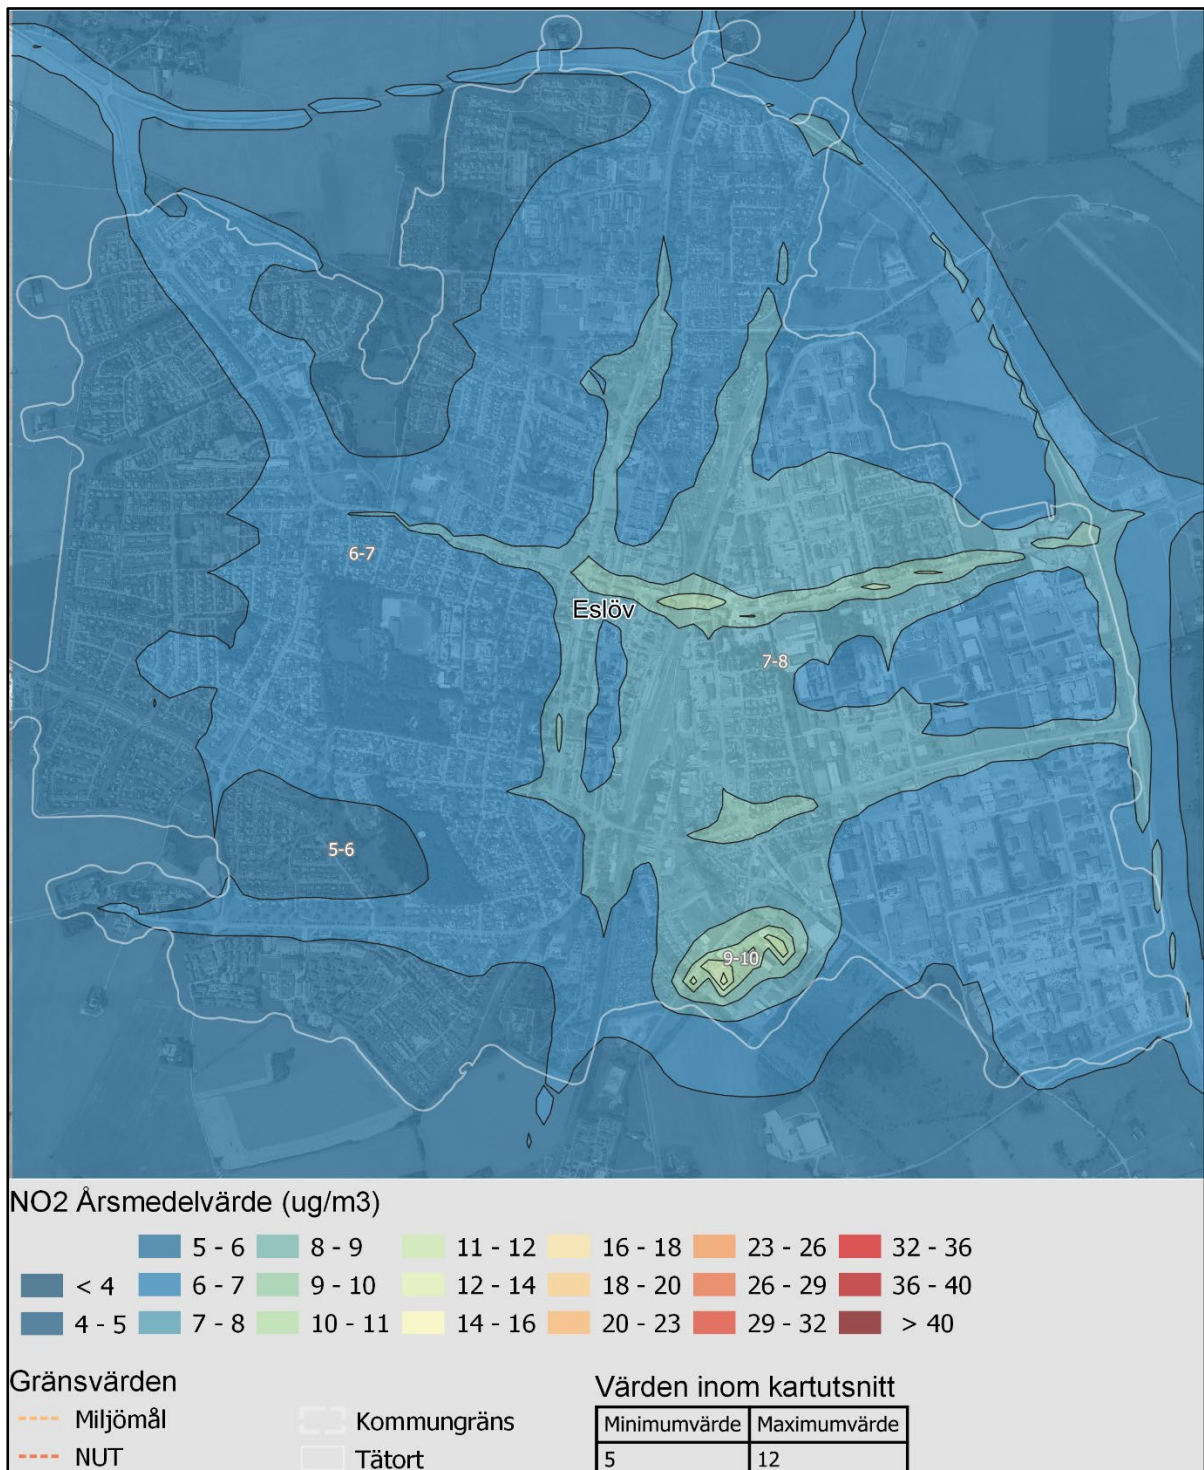 6-7
Eslöv
7-8
5-6
9-10
NO2 Årsmedelvärde (ug/m3)
5 - 6 8 - 9 11 - 12 16 - 18 23 - 26 32 - 36
< 4 6 - 7 9 - 10 12 - 14 18 - 20 26 - 29 36 - 40
4 - 5 7 - 8 10 - 11 14 - 16 20 - 23 29 - 32 > 40
Gränsvärden
Värden inom kartutsnitt
Miljömål Kommungräns Minimumvärde Maximumvärde
NUT Tätort 5 12